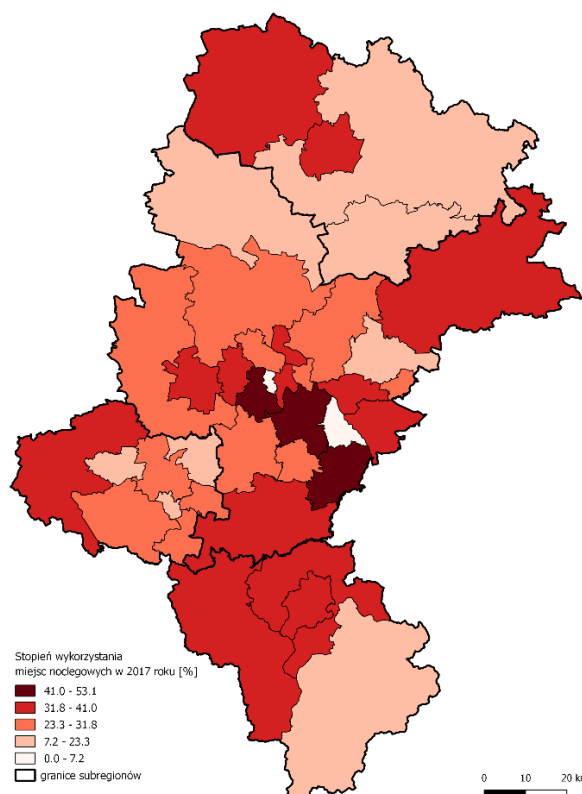 Stopień wykorzystania
miejsc noclegowych w 2017 roku [%]
41.0 - 53.1
31.8 - 41.0
23.3 - 31.8
7.2 - 23.3
0.0 - 7.2
granice subregionów
0 10 20 km